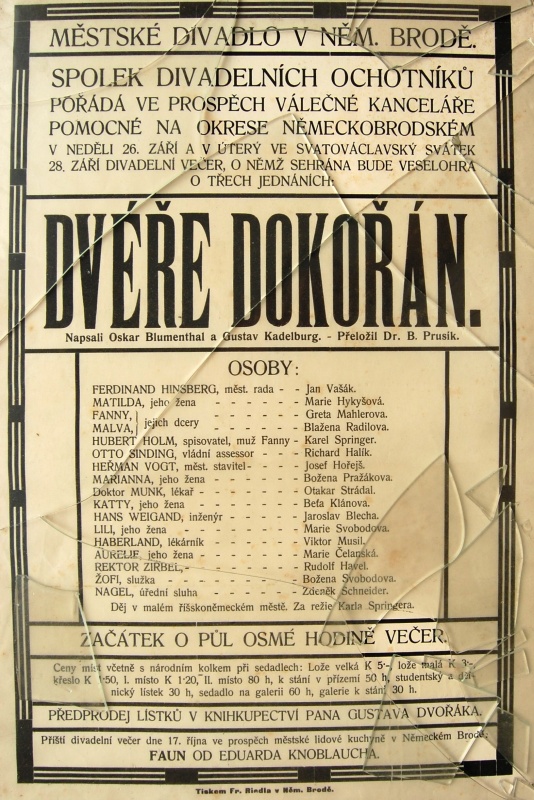 MĚSTSKÉ DIVADLO V NĚM. BRODĚ.
SPOLEK DIVADELNÍCH OCHOTNÍKŮ
POŘÁDÁ VE PROSPĚCH VÁLEČNÉ KANCELÁŘE
POMOCNÉ NA OKRESE NĚMECKOBRODSKÉM
V NEDĚLI 26. ZÁŘÍ A V ÚTERÝ VE SVATOVÁCLAVSKÝ SVÁTEK
28. ZÁŘÍ DIVADELNÍ VEČER, O NĚMŽ SEHRÁNA BUDE VESELOHRA
O TŘECH JEDNÁNÍCH:
DVÉŘE DOKOŘÁN.
Napsali Oskar Blumenthal a Gustav Kadelburg. - Přeložil Dr. B. Prusík.
OSOBY:
FERDINAND HINSBERG, měst. rada - - Jan Vašák.
MATILDA, jeho žena - - - - - - Marie Hykyšová.
FANNY, jejich dcery - - - - - Greta Mahlerova.
MALVA, - - - - - Blažena Radilova.
HUBERT HOLM, spisovatel, muž Fanny - Karel Springer.
OTTO SINDING, vládní assessor - - - Richard Halík.
HEŘMAN VOGT, měst. stavitel - - - Josef Hořejš.
MARIANNA, jeho žena - - - - - Božena Pražákova.
Doktor MUNK, lékař - - - - - - Otakar Strádal.
KATTY, jeho žena - - - - - - Beťa Klánova.
HANS WEIGAND, inženýr - - - - Jaroslav Blecha.
LILI, jeho žena - - - - - - Marie Svobodova.
HABERLAND, lékárník - - - - - Viktor Musil.
AURELIE, jeho žena - - - - - Marie Čelanská.
REKTOR ZIRBEL, - - - - - - Rudolf Havel.
ŽOFI, služka - - - - - - - Božena Svobodova.
NAGEL, úřední sluha - - - - - Zdeněk Schneider.
Děj v malém říšskoněmeckém městě. Za režie Karla Springera.
ZAČÁTEK O PŮL OSMÉ HODINĚ VEČER.
Ceny míst včetně s národním kolkem při sedadlech: Lože velká K 5·-, lože malá K 3·-,
křeslo K 1·50, I. místo K 1·20, II. místo 80 h, k stání v přízemí 50 h, studentský a děl-
nický lístek 30 h, sedadlo na galerii 60 h, galerie k stání 30 h.
PŘEDPRODEJ LÍSTKŮ V KNIHKUPECTVÍ PANA GUSTAVA DVOŘÁKA.
Příští divadelní večer dne 17. října ve prospěch městské lidové kuchyně v Německém Brodě:
FAUN OD EDUARDA KNOBLAUCHA.
Tiskem Fr. Riedla v Něm. Brodě.